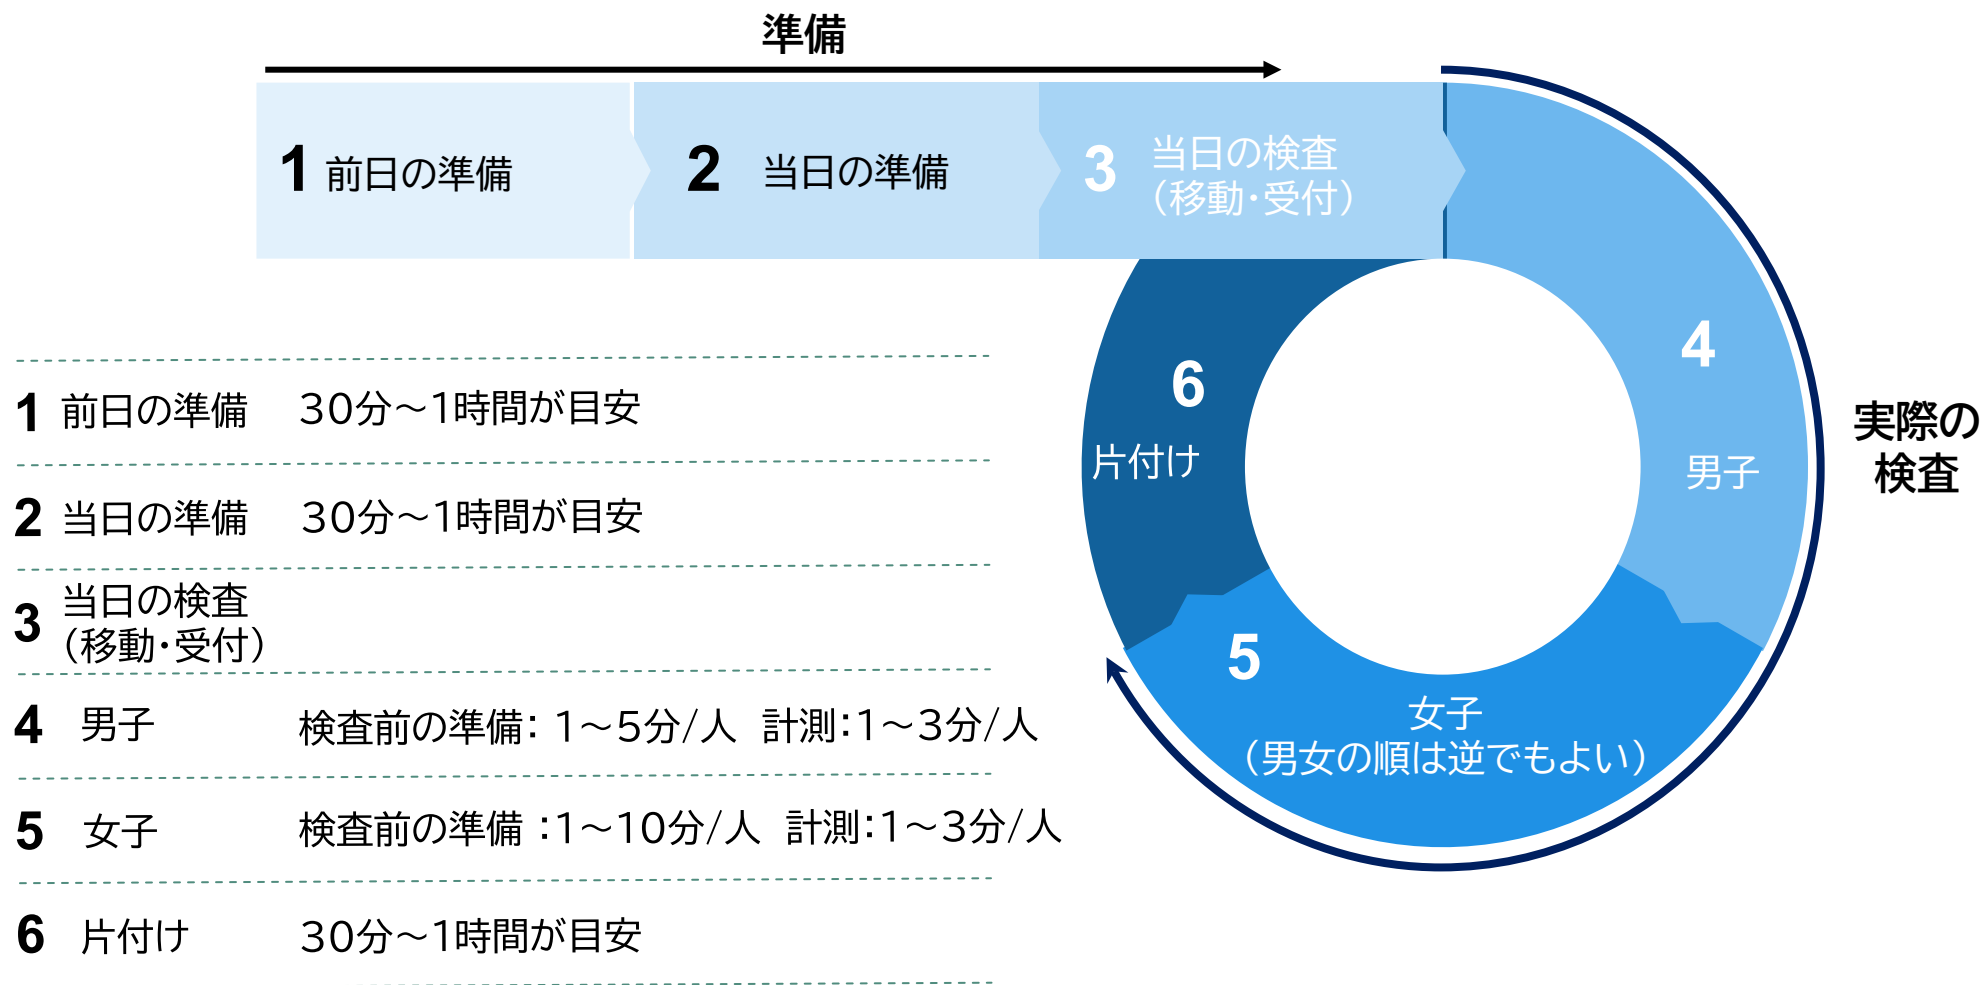 準備
1 前日の準備
2 当日の準備
3 当日の検査
(移動・受付)
4
男子
実際の
検査
5
女子
(男女の順は逆でもよい)
6
片付け
1 前日の準備 30分～1時間が目安
2 当日の準備 30分～1時間が目安
3 当日の検査
(移動・受付)
4 男子 検査前の準備: 1～5分/人 計測:1～3分/人
5 女子 検査前の準備 :1～10分/人 計測:1～3分/人
6 片付け 30分～1時間が目安